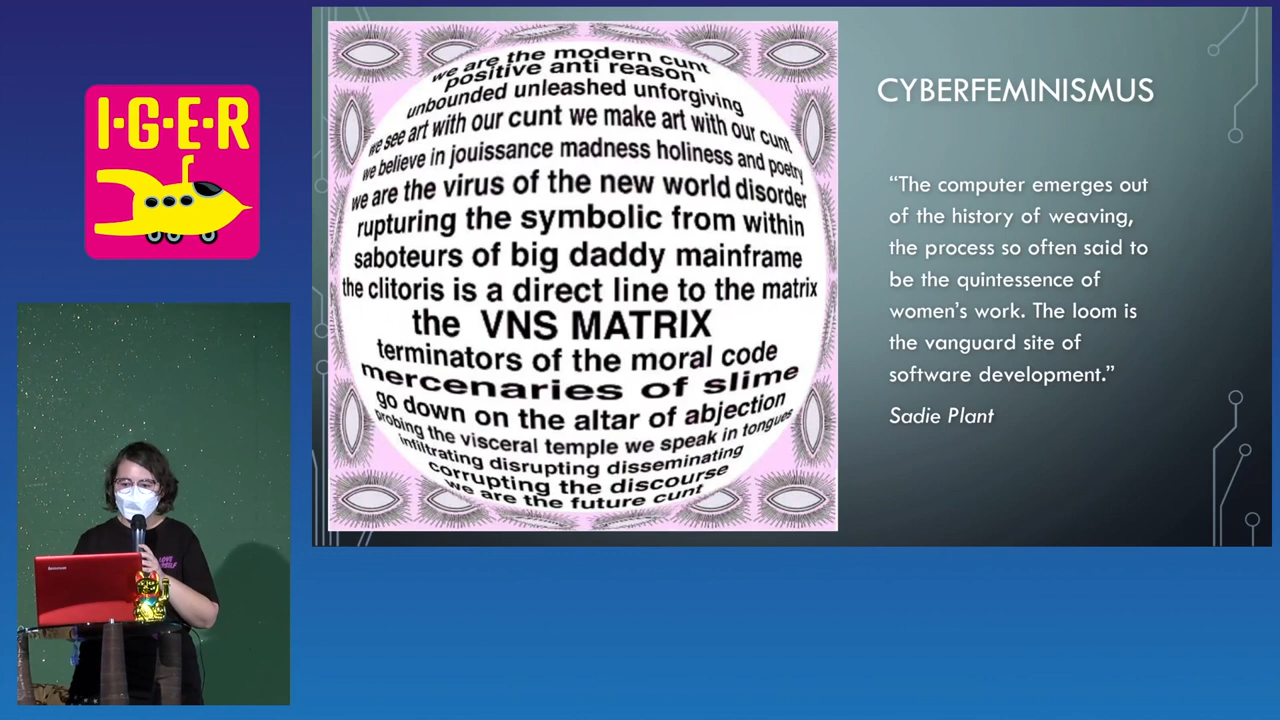 I·G·E·R
we are the modern cunt
positive anti reason
unbounded unleashed unforgiving
we see art with our cunt we make art with our cunt
we believe in jouissance madness holiness and poetry
we are the virus of the new world disorder
rupturing the symbolic from within
saboteurs of big daddy mainframe
the clitoris is a direct line to the matrix
the VNS MATRIX
terminators of the moral code
mercenaries of slime
go down on the altar of abjection
probing the visceral temple we speak in tongues
infiltrating disrupting disseminating
corrupting the discourse
we are the future cunt
CYBERFEMINISMUS
“The computer emerges out
of the history of weaving,
the process so often said to
be the quintessence of
women’s work. The loom is
the vanguard site of
software development.”
Sadie Plant